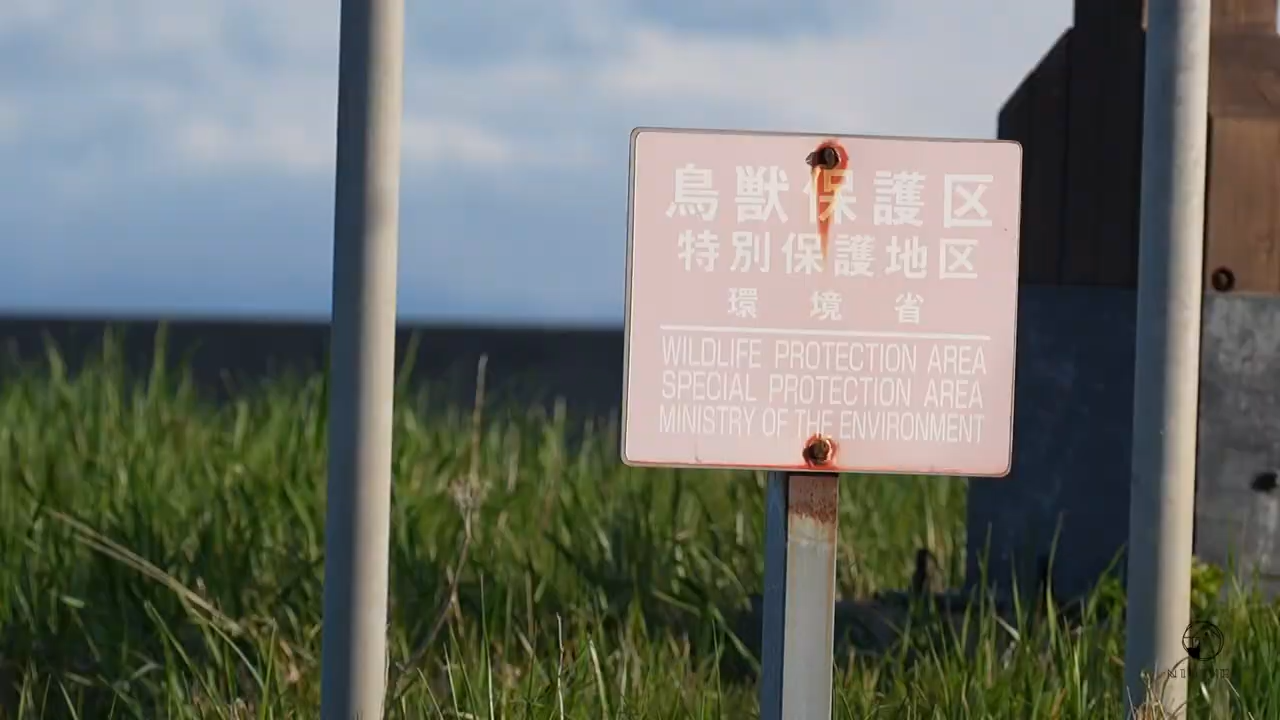 鳥獣保護区
特別保護地区
環境省
WILDLIFE PROTECTION AREA
SPECIAL PROTECTION AREA
MINISTRY OF THE ENVIRONMENT